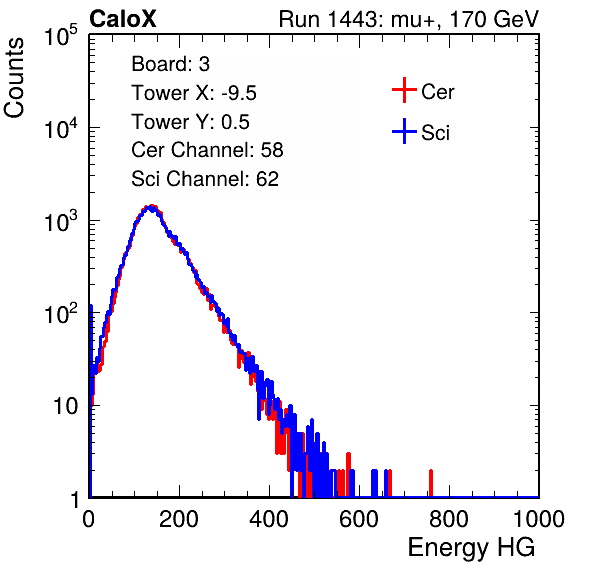 CaloX Run 1443: mu+, 170 GeV
Counts
Board: 3
Tower X: -9.5
Tower Y: 0.5
Cer Channel: 58
Sci Channel: 62
Cer
Sci
10^5
10^4
10^3
10^2
10
1
0 200 400 600 800 1000
Energy HG